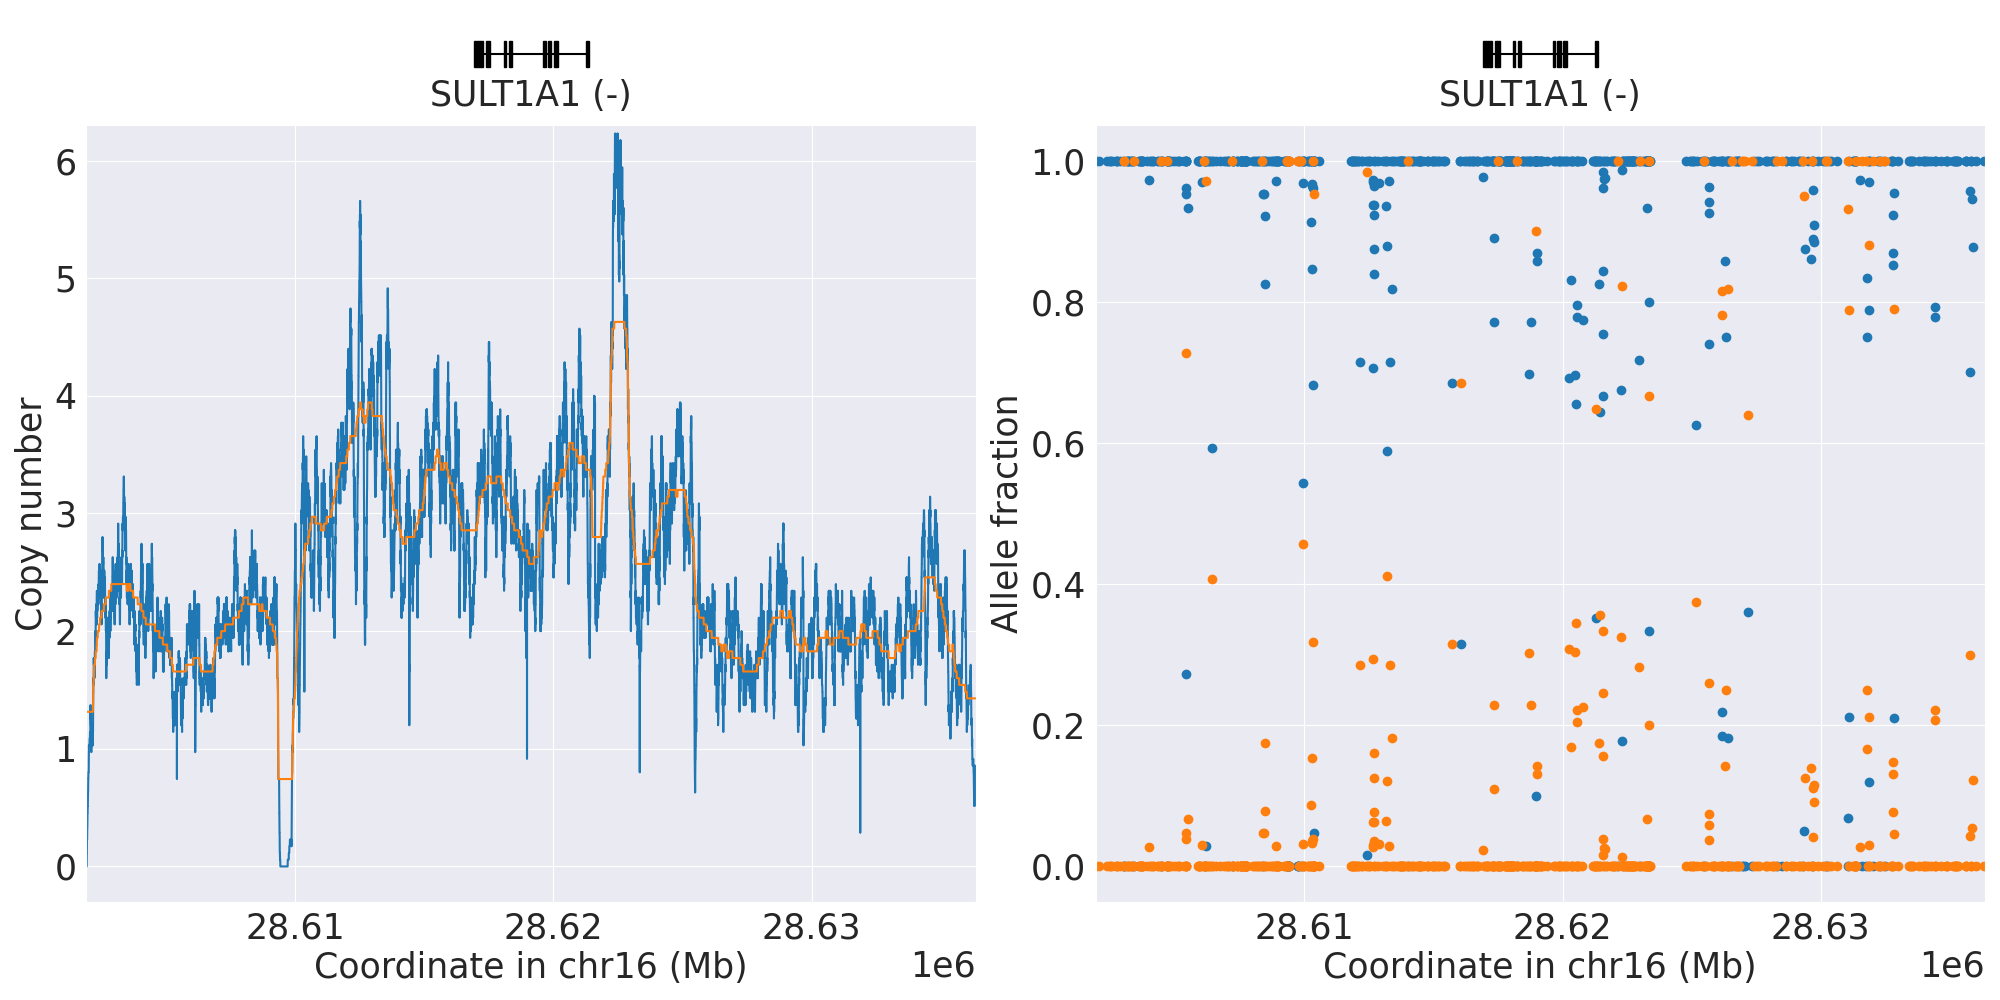 SULT1A1 (-)
Copy number
6
5
4
3
2
1
0
28.61
28.62
28.63
Coordinate in chr16 (Mb)
1e6
SULT1A1 (-)
Allele fraction
1.0
0.8
0.6
0.4
0.2
0.0
28.61
28.62
28.63
Coordinate in chr16 (Mb)
1e6